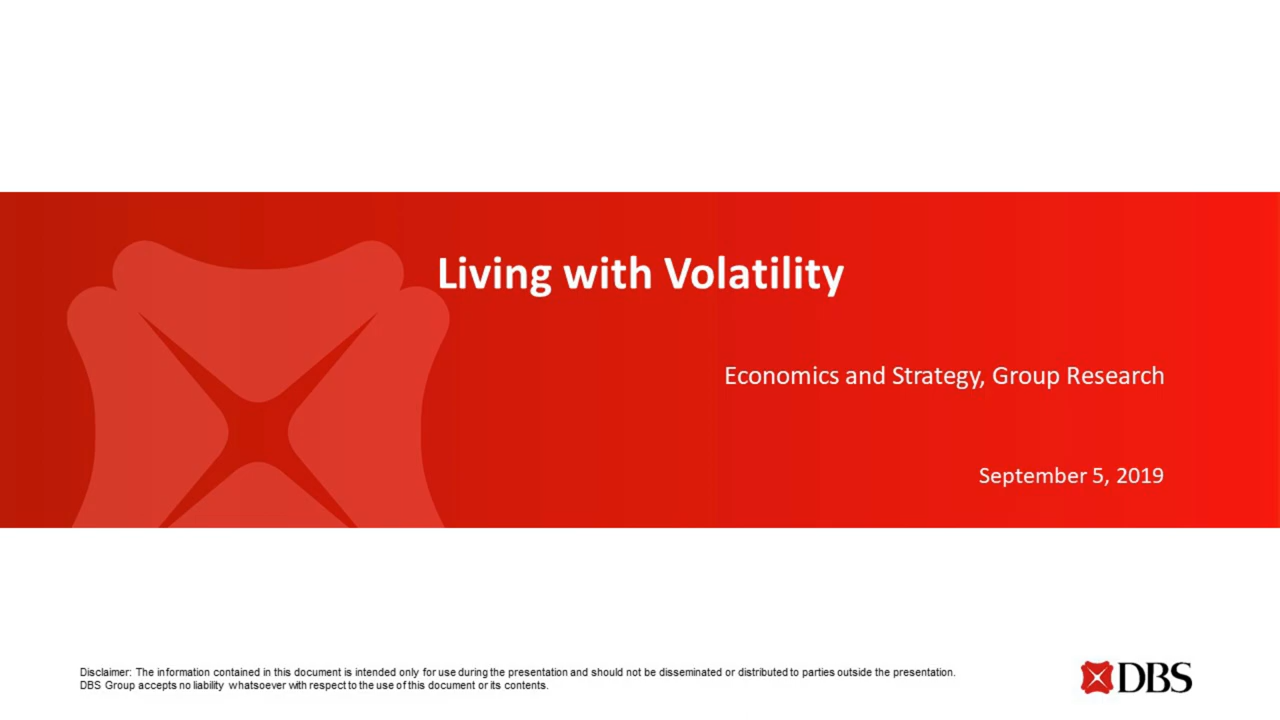 Living with Volatility
Economics and Strategy, Group Research
September 5, 2019
Disclaimer: The information contained in this document is intended only for use during the presentation and should not be disseminated or distributed to parties outside the presentation.
DBS Group accepts no liability whatsoever with respect to the use of this document or its contents.
DBS